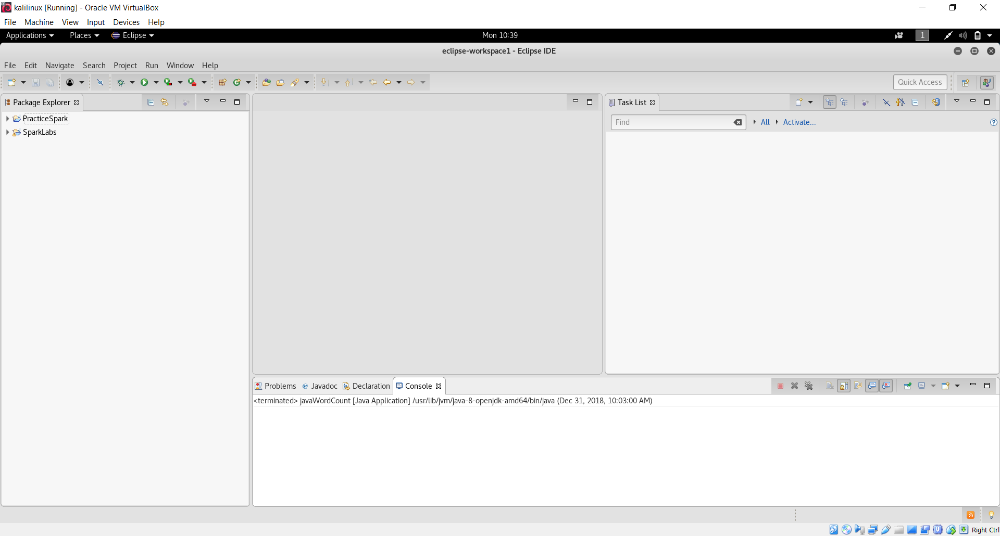 kalilinux [Running] - Oracle VM VirtualBox
File Machine View Input Devices Help
Applications Places Eclipse Mon 10:39 1
eclipse-workspace1 - Eclipse IDE
File Edit Navigate Search Project Run Window Help
Quick Access
Package Explorer
PracticeSpark
SparkLabs
Task List
Find All Activate...
Problems Javadoc Declaration Console
<terminated> javaWordCount [Java Application] /usr/lib/jvm/java-8-openjdk-amd64/bin/java (Dec 31, 2018, 10:03:00 AM)
Right Ctrl